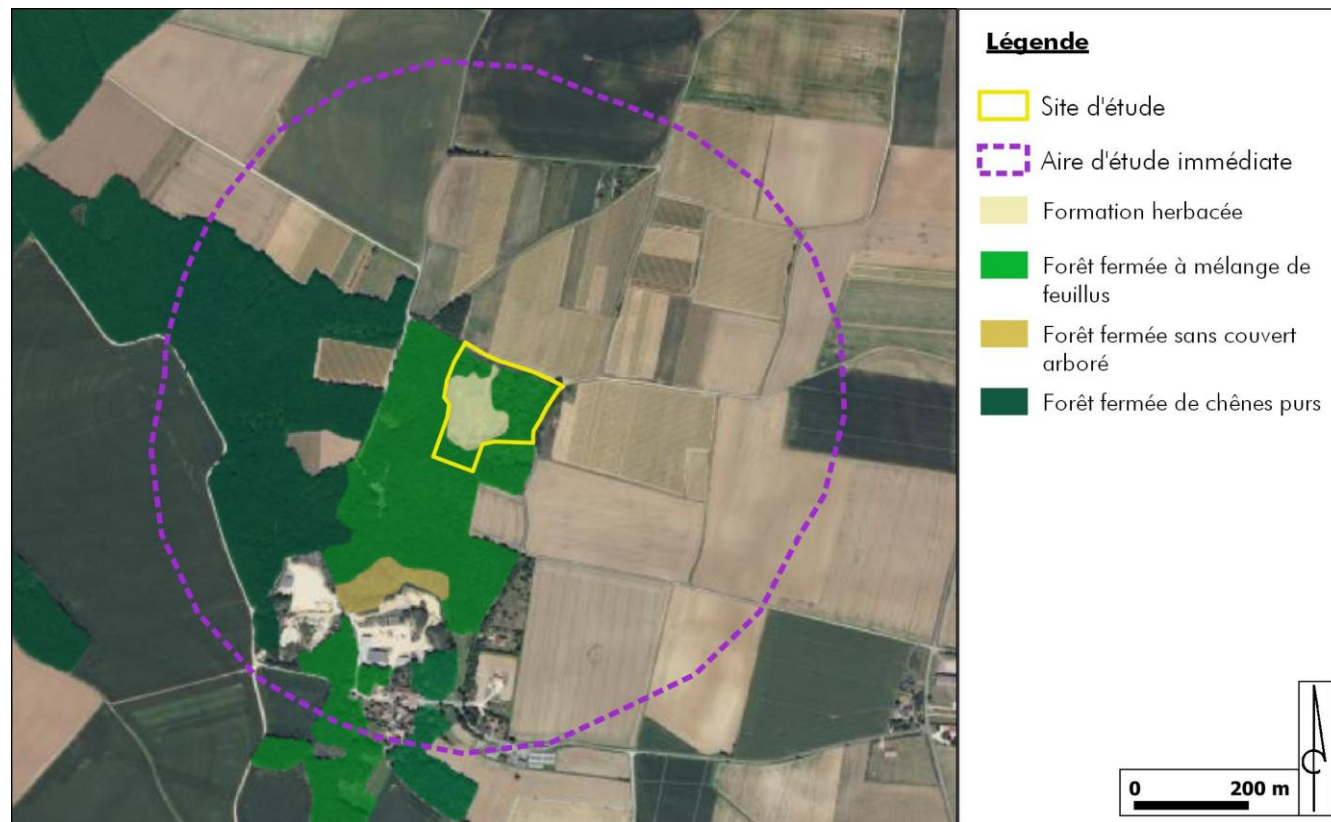 Légende
Site d'étude
Aire d'étude immédiate
Formation herbacée
Forêt fermée à mélange de
feuillus
Forêt fermée sans couvert
arboré
Forêt fermée de chênes purs
0 200 m